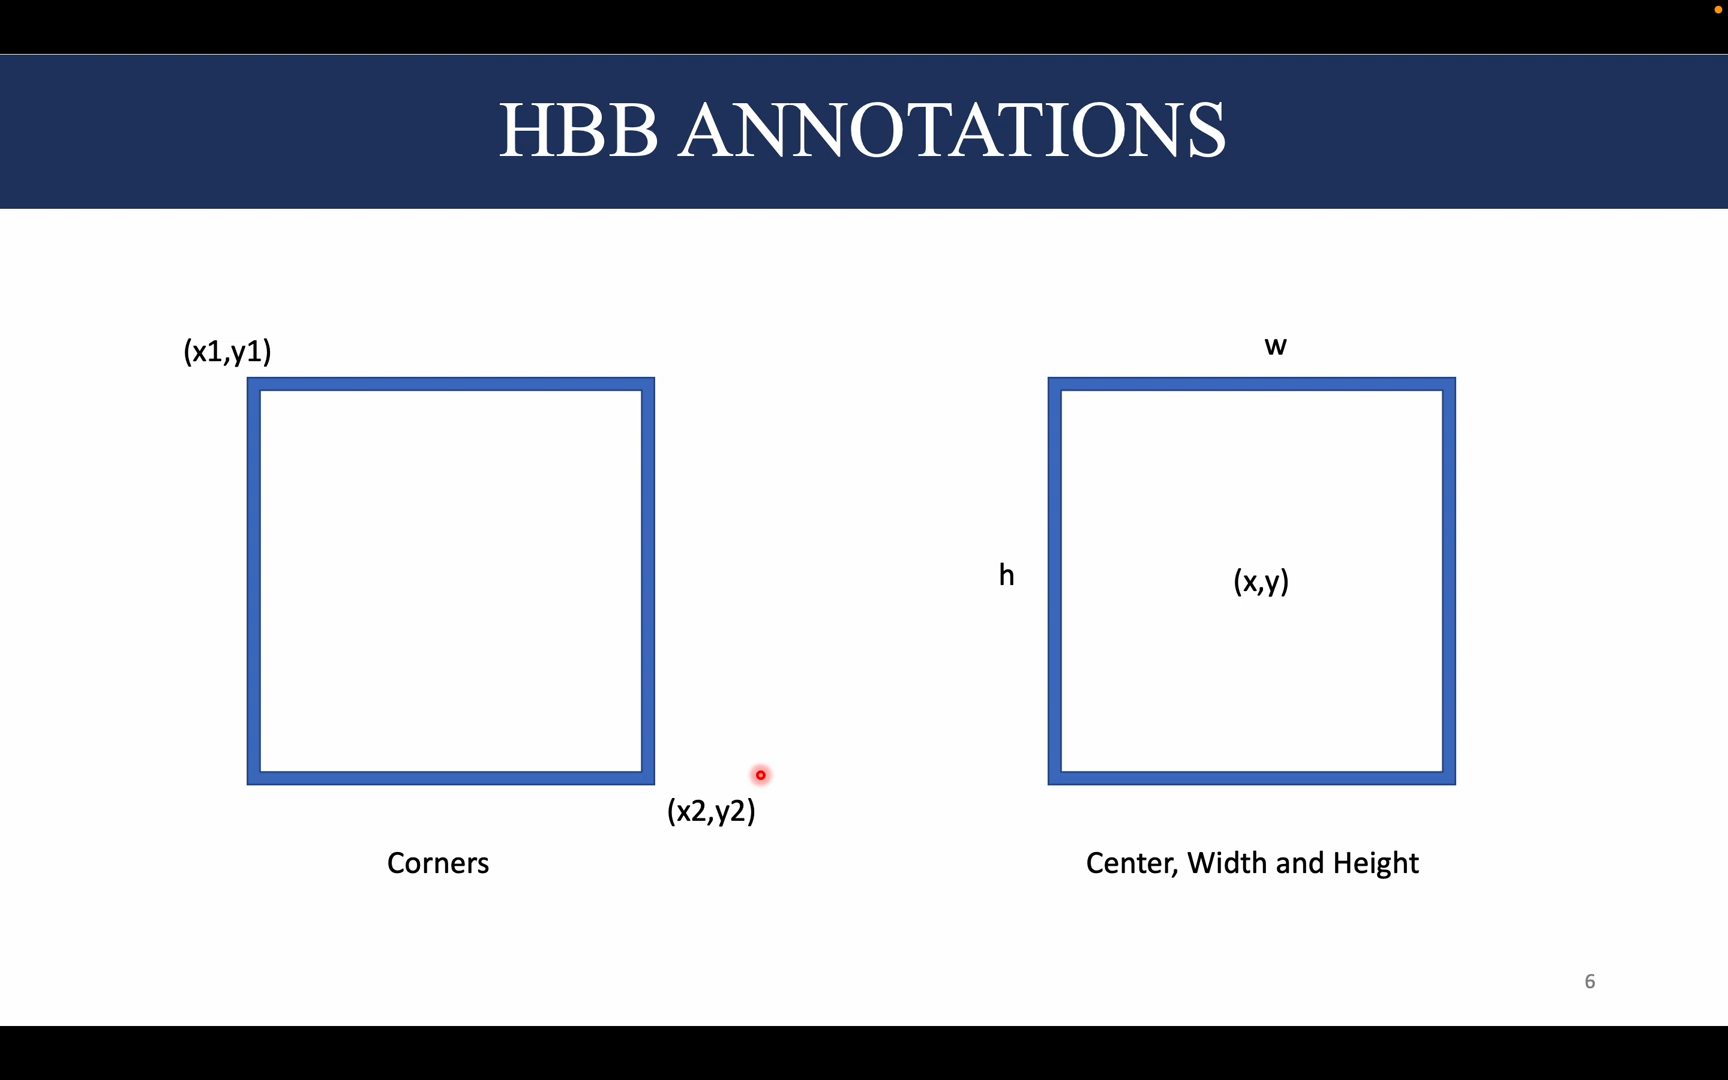 HBB ANNOTATIONS
(x1,y1)
(x2,y2)
Corners
w
h
(x,y)
Center, Width and Height
6